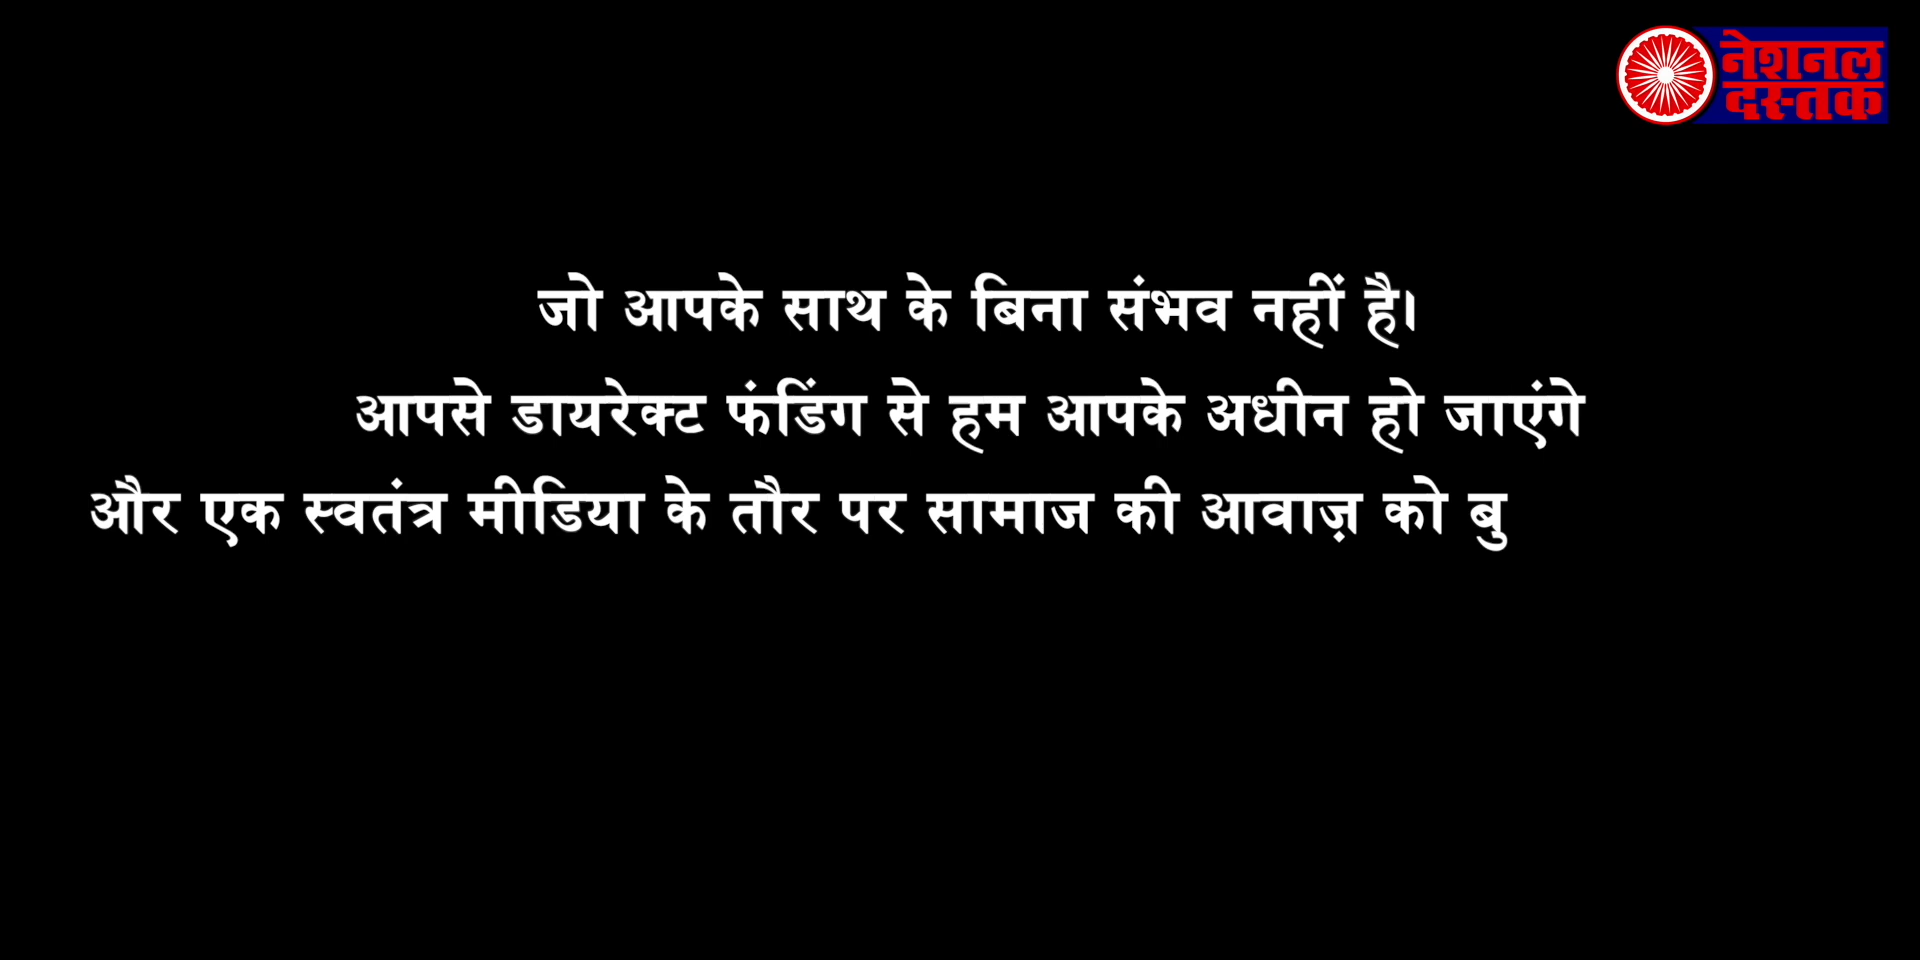 नेशनल
दस्तक
जो आपके साथ के बिना संभव नहीं है।
आपसे डायरेक्ट फंडिंग से हम आपके अधीन हो जाएंगे
और एक स्वतंत्र मीडिया के तौर पर सामाज की आवाज़ को बु